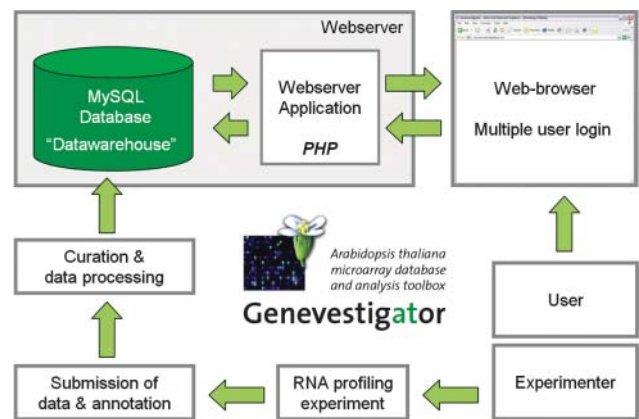 Webserver
MySQL
Database
"Datawarehouse"
Webserver
Application
PHP
Web-browser
Multiple user login
Curation &
data processing
Arabidopsis thaliana
microarray database
and analysis toolbox
Genevestigator
User
Submission of
data & annotation
RNA profiling
experiment
Experimenter